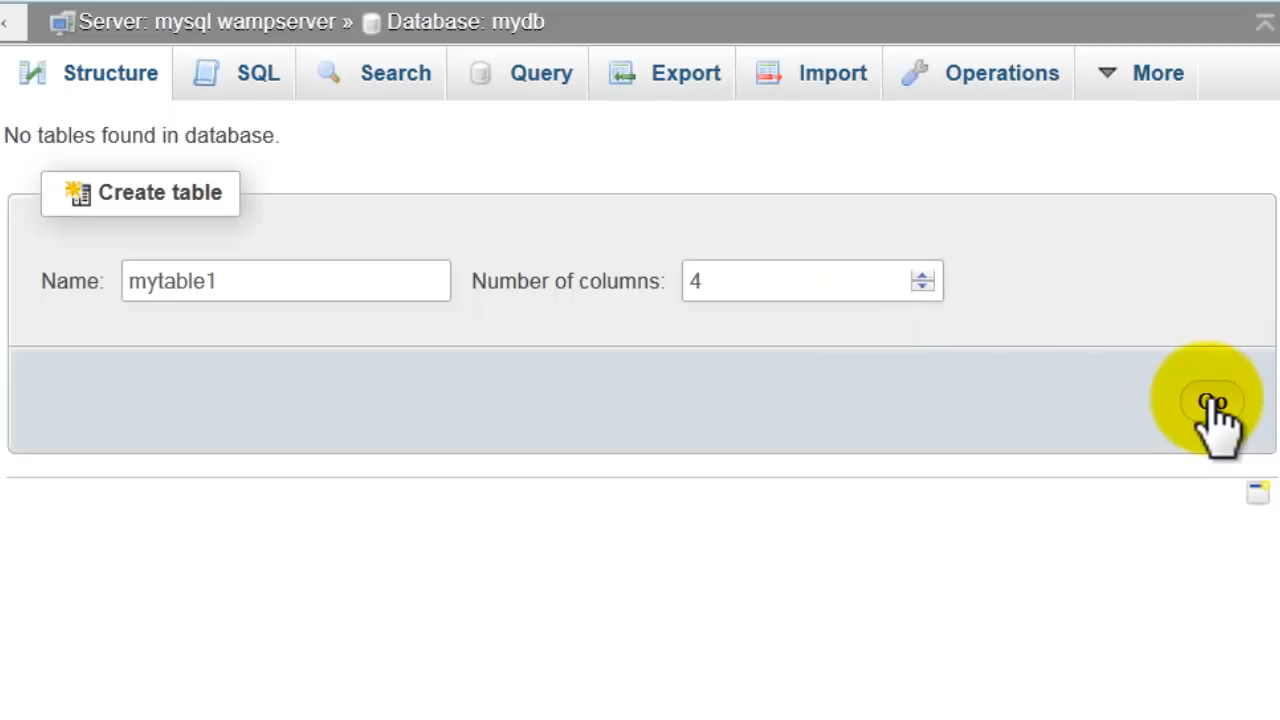 Server: mysql wampserver » Database: mydb
Structure SQL Search Query Export Import Operations More
No tables found in database.
Create table
Name: mytable1 Number of columns: 4
Go